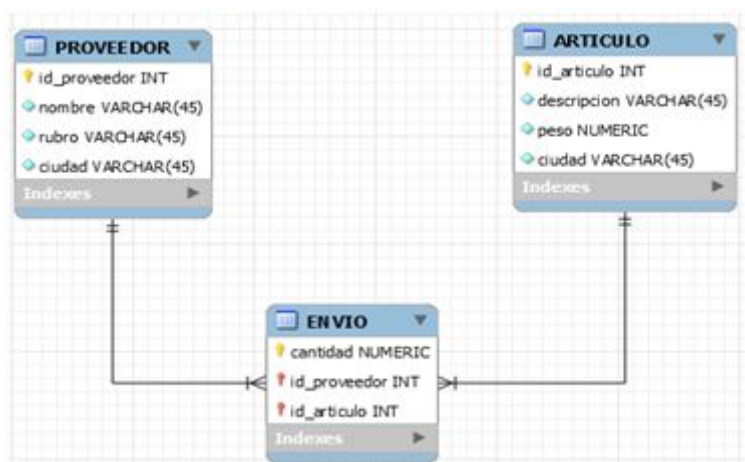 PROVEEDOR
id_proveedor INT
nombre VARCHAR(45)
rubro VARCHAR(45)
ciudad VARCHAR(45)
Indexes
ARTICULO
id_articulo INT
descripcion VARCHAR(45)
peso NUMERIC
ciudad VARCHAR(45)
Indexes
ENVIO
cantidad NUMERIC
id_proveedor INT
id_articulo INT
Indexes